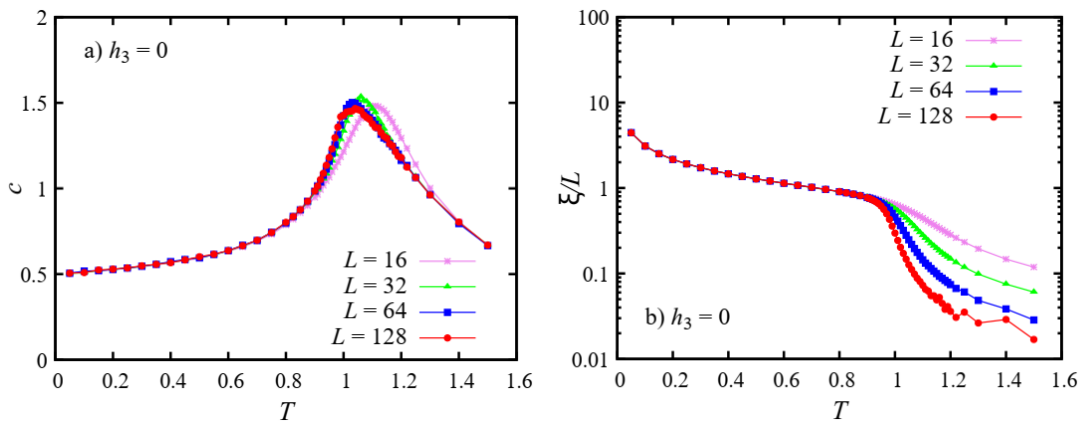 a) h₃ = 0
c
2
1.5
1
0.5
0
L = 16
L = 32
L = 64
L = 128
0 0.2 0.4 0.6 0.8 1 1.2 1.4 1.6
T
ξ/L
100
10
1
0.1
0.01
L = 16
L = 32
L = 64
L = 128
b) h₃ = 0
0 0.2 0.4 0.6 0.8 1 1.2 1.4 1.6
T